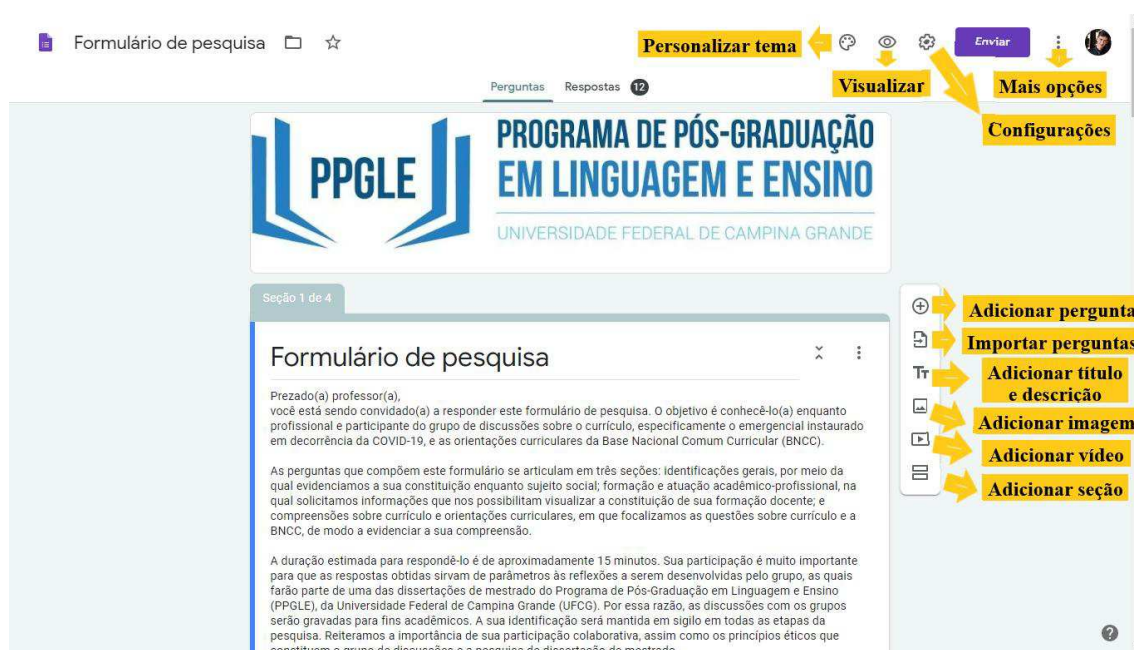 Formulário de pesquisa
Personalizar tema
Enviar
Perguntas
Respostas 12
Visualizar
Mais opções
Configurações
PPGLE
PROGRAMA DE PÓS-GRADUAÇÃO
EM LINGUAGEM E ENSINO
UNIVERSIDADE FEDERAL DE CAMPINA GRANDE
Seção 1 de 4
Adicionar pergunta
Importar perguntas
Tт
Adicionar título
e descrição
Adicionar imagem
Adicionar vídeo
Adicionar seção
Formulário de pesquisa
Prezado(a) professor(a),
você está sendo convidado(a) a responder este formulário de pesquisa. O objetivo é conhecê-lo(a) enquanto
profissional e participante do grupo de discussões sobre o currículo, especificamente o emergencial instaurado
em decorrência da COVID-19, e as orientações curriculares da Base Nacional Comum Curricular (BNCC).
As perguntas que compõem este formulário se articulam em três seções: identificações gerais, por meio da
qual evidenciamos a sua constituição enquanto sujeito social; formação e atuação acadêmico-profissional, na
qual solicitamos informações que nos possibilitam visualizar a constituição de sua formação docente; e
compreensões sobre currículo e orientações curriculares, em que focalizamos as questões sobre currículo e a
BNCC, de modo a evidenciar a sua compreensão.
A duração estimada para respondê-lo é de aproximadamente 15 minutos. Sua participação é muito importante
para que as respostas obtidas sirvam de parâmetros às reflexões a serem desenvolvidas pelo grupo, as quais
farão parte de uma das dissertações de mestrado do Programa de Pós-Graduação em Linguagem e Ensino
(PPGLE), da Universidade Federal de Campina Grande (UFCG). Por essa razão, as discussões com os grupos
serão gravadas para fins acadêmicos. A sua identificação será mantida em sigilo em todas as etapas da
pesquisa. Reiteramos a importância de sua participação colaborativa, assim como os princípios éticos que
constituem o grupo de discussões e a pesquisa de dissertação de mestrado.